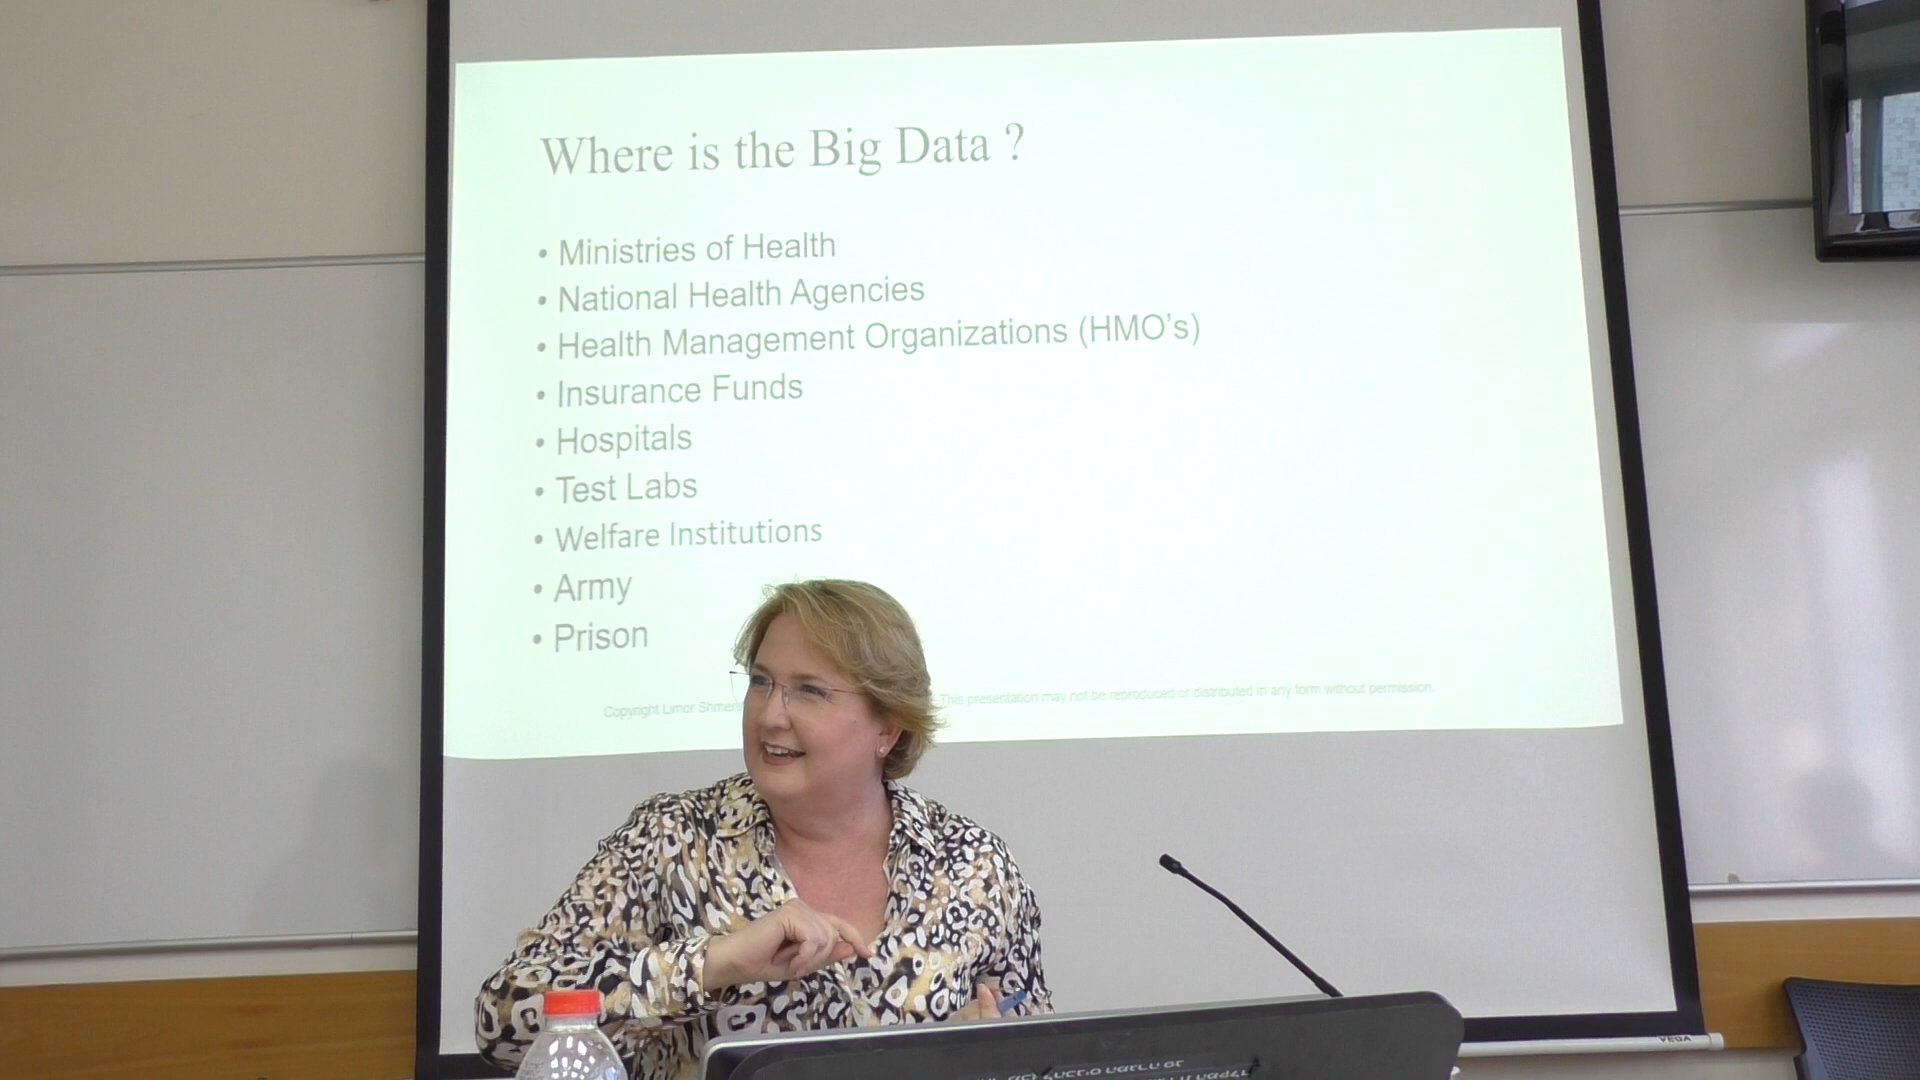 Where is the Big Data ?
• Ministries of Health
• National Health Agencies
• Health Management Organizations (HMO's)
• Insurance Funds
• Hospitals
• Test Labs
• Welfare Institutions
• Army
• Prison
Copyright Limor This presentation may not be reproduced or distributed in any form without permission.
VEGA